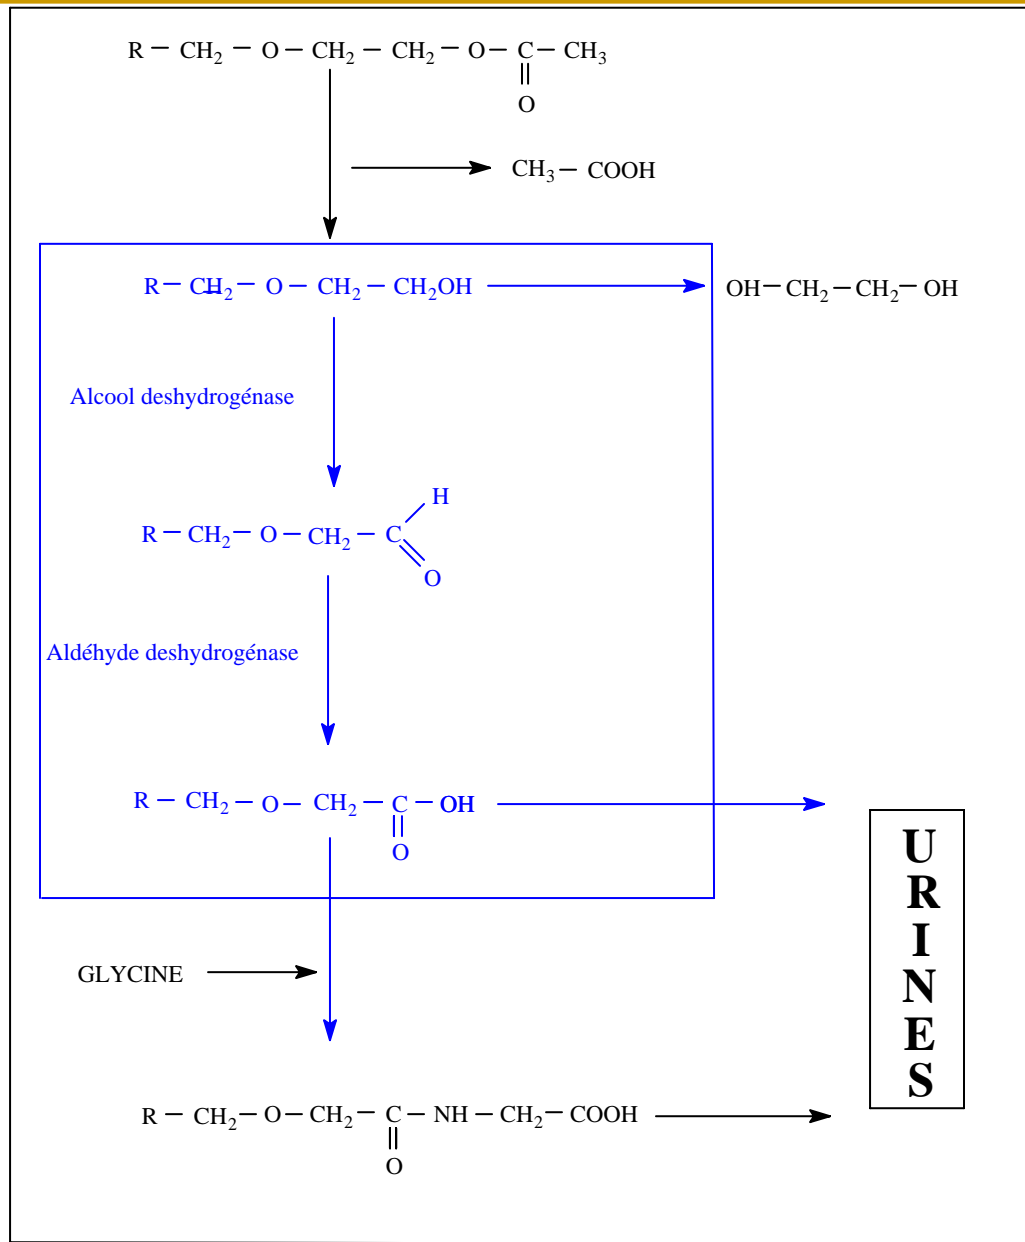 R – CH₂ – O – CH₂ – CH₂ – O – C – CH₃
O
CH₃ – COOH
R – CH₂ – O – CH₂ – CH₂OH
OH – CH₂ – CH₂ – OH
Alcool deshydrogénase
H
R – CH₂ – O – CH₂ – C
O
Aldéhyde deshydrogénase
R – CH₂ – O – CH₂ – C – OH
O
URINES
GLYCINE
R – CH₂ – O – CH₂ – C – NH – CH₂ – COOH
O